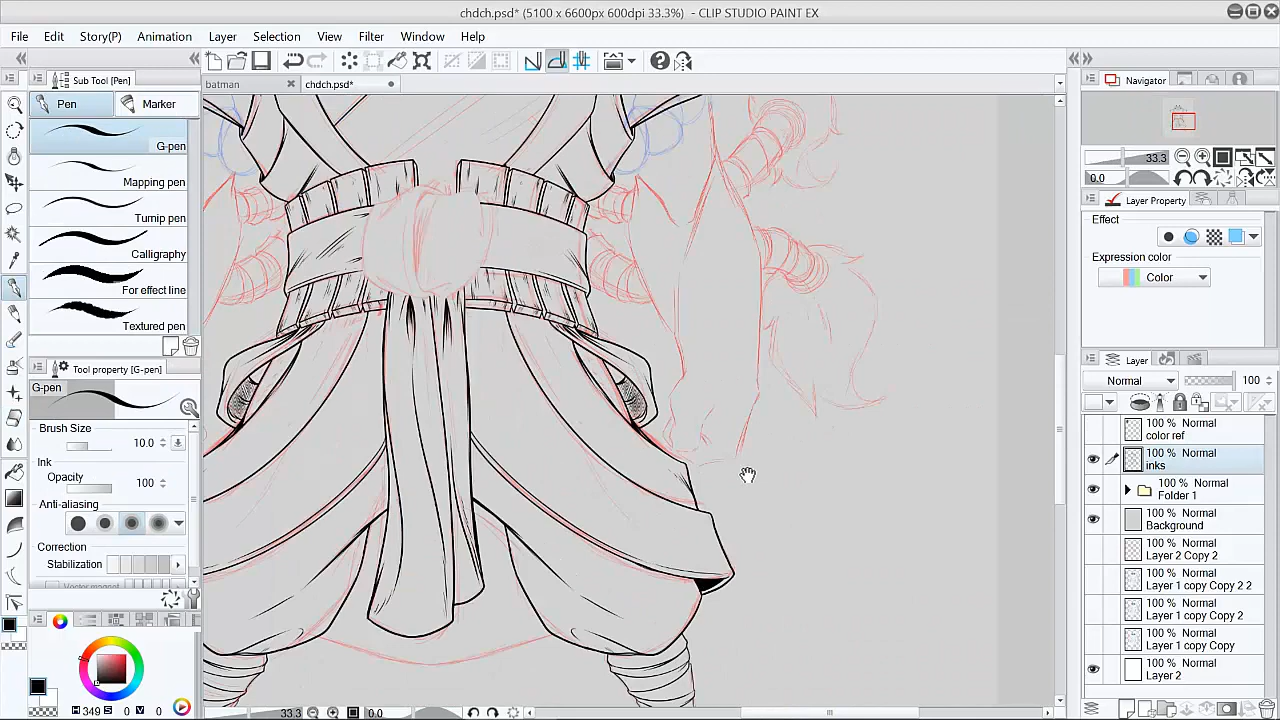 chdch.psd* (5100 x 6600px 600dpi 33.3%) - CLIP STUDIO PAINT EX
File Edit Story(P) Animation Layer Selection View Filter Window Help
Sub Tool [Pen]
batman
chdch.psd*
Navigator
Pen
Marker
G-pen
Mapping pen
Turnip pen
Calligraphy
For effect line
Textured pen
Tool property [G-pen]
G-pen
Brush Size
10.0
Ink
Opacity
100
Anti-aliasing
Correction
Stabilization
Vector magnet
H 349 S 0 V 0
33.3
0.0
33.3
0.0
Layer Property
Effect
Expression color
Color
Layer
Normal
100
100 % Normal
color ref
100 % Normal
inks
100 % Normal
Folder 1
100 % Normal
Background
100 % Normal
Layer 2 Copy 2
100 % Normal
Layer 1 copy Copy 2 2
100 % Normal
Layer 1 copy Copy 2
100 % Normal
Layer 1 copy Copy
100 % Normal
Layer 2